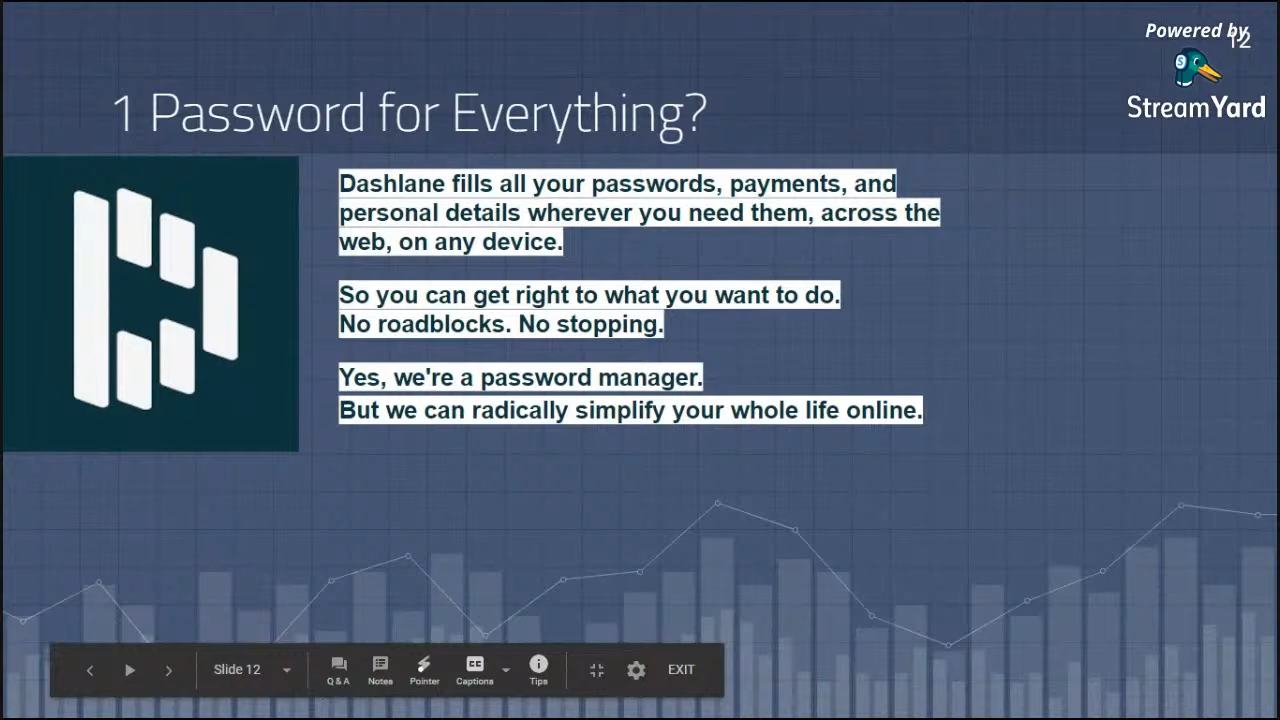 Powered by
12
StreamYard
1 Password for Everything?
Dashlane fills all your passwords, payments, and
personal details wherever you need them, across the
web, on any device.
So you can get right to what you want to do.
No roadblocks. No stopping.
Yes, we're a password manager.
But we can radically simplify your whole life online.
Slide 12
Q & A
Notes
Pointer
CC
Captions
Tips
EXIT